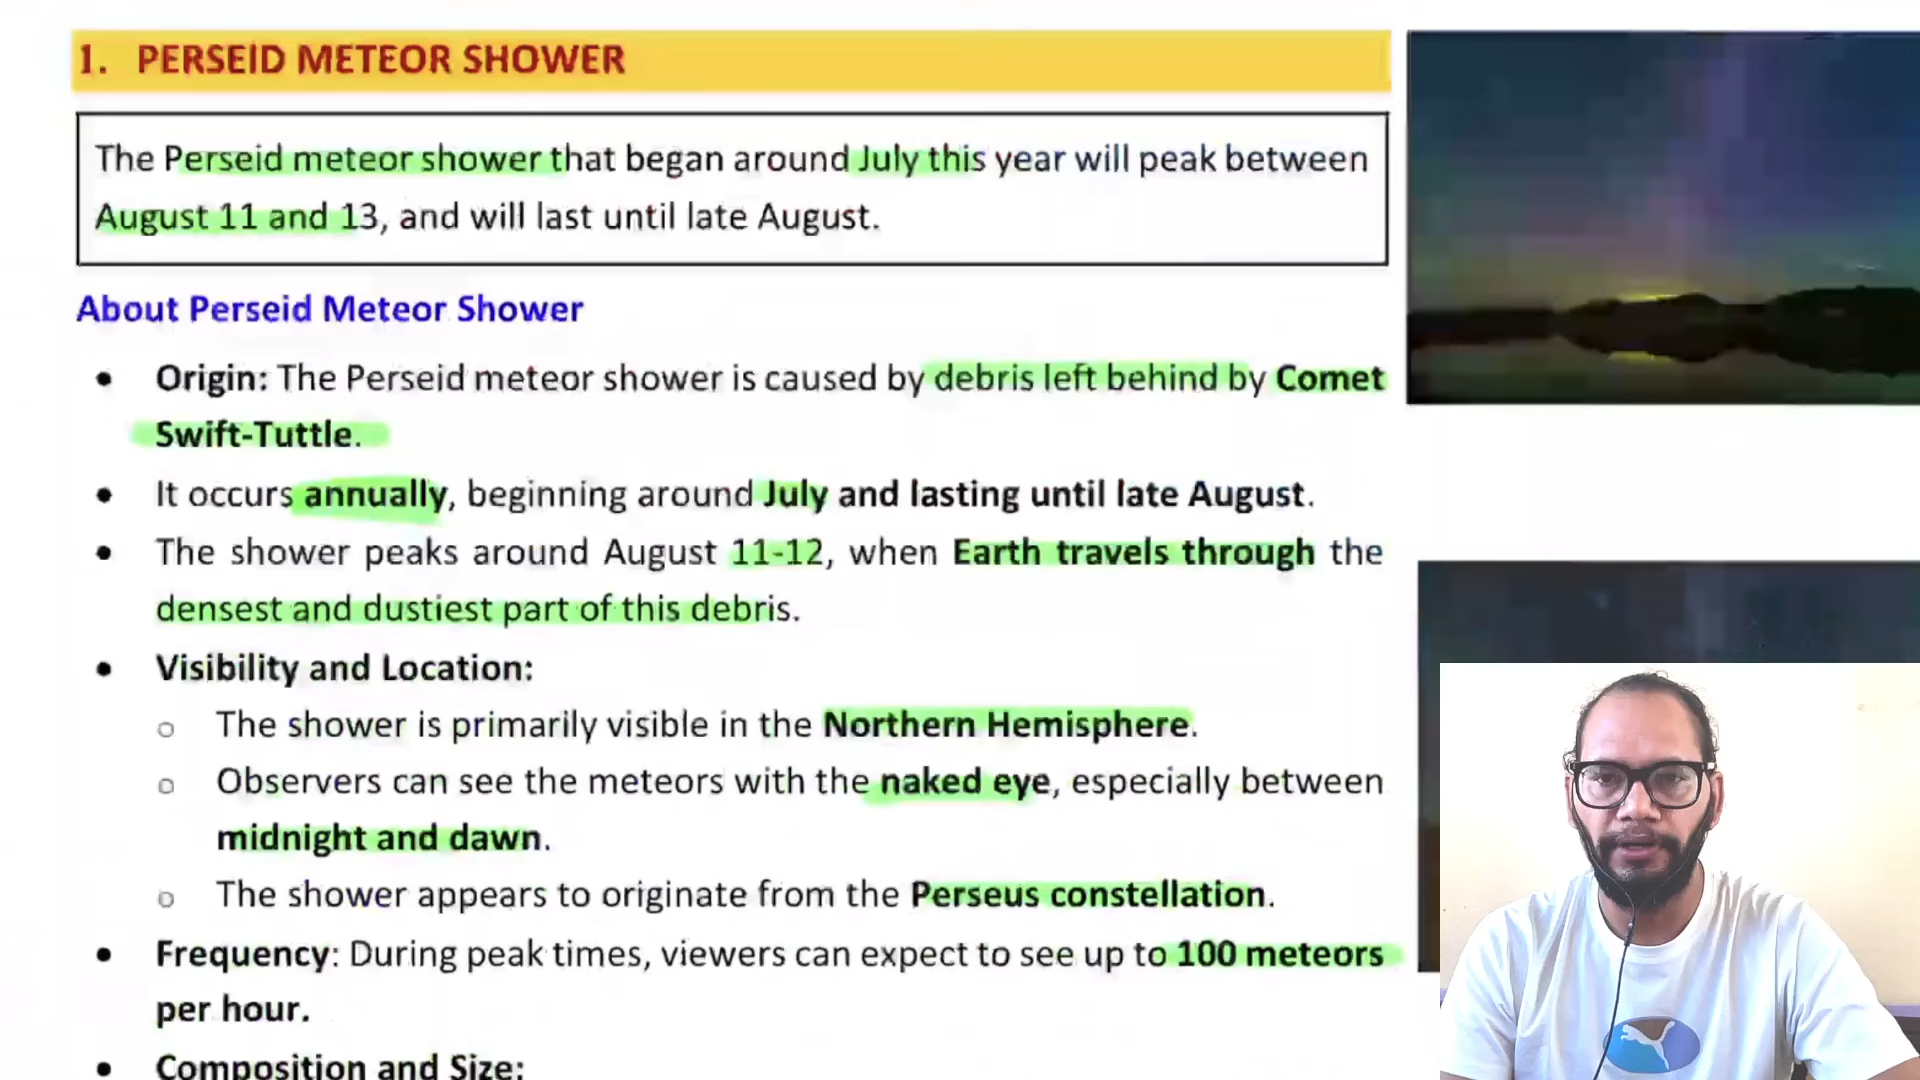 1. PERSEID METEOR SHOWER
The Perseid meteor shower that began around July this year will peak between
August 11 and 13, and will last until late August.
About Perseid Meteor Shower
• Origin: The Perseid meteor shower is caused by debris left behind by Comet
Swift-Tuttle.
• It occurs annually, beginning around July and lasting until late August.
• The shower peaks around August 11-12, when Earth travels through the
densest and dustiest part of this debris.
• Visibility and Location:
o The shower is primarily visible in the Northern Hemisphere.
o Observers can see the meteors with the naked eye, especially between
midnight and dawn.
o The shower appears to originate from the Perseus constellation.
• Frequency: During peak times, viewers can expect to see up to 100 meteors
per hour.
• Composition and Size: